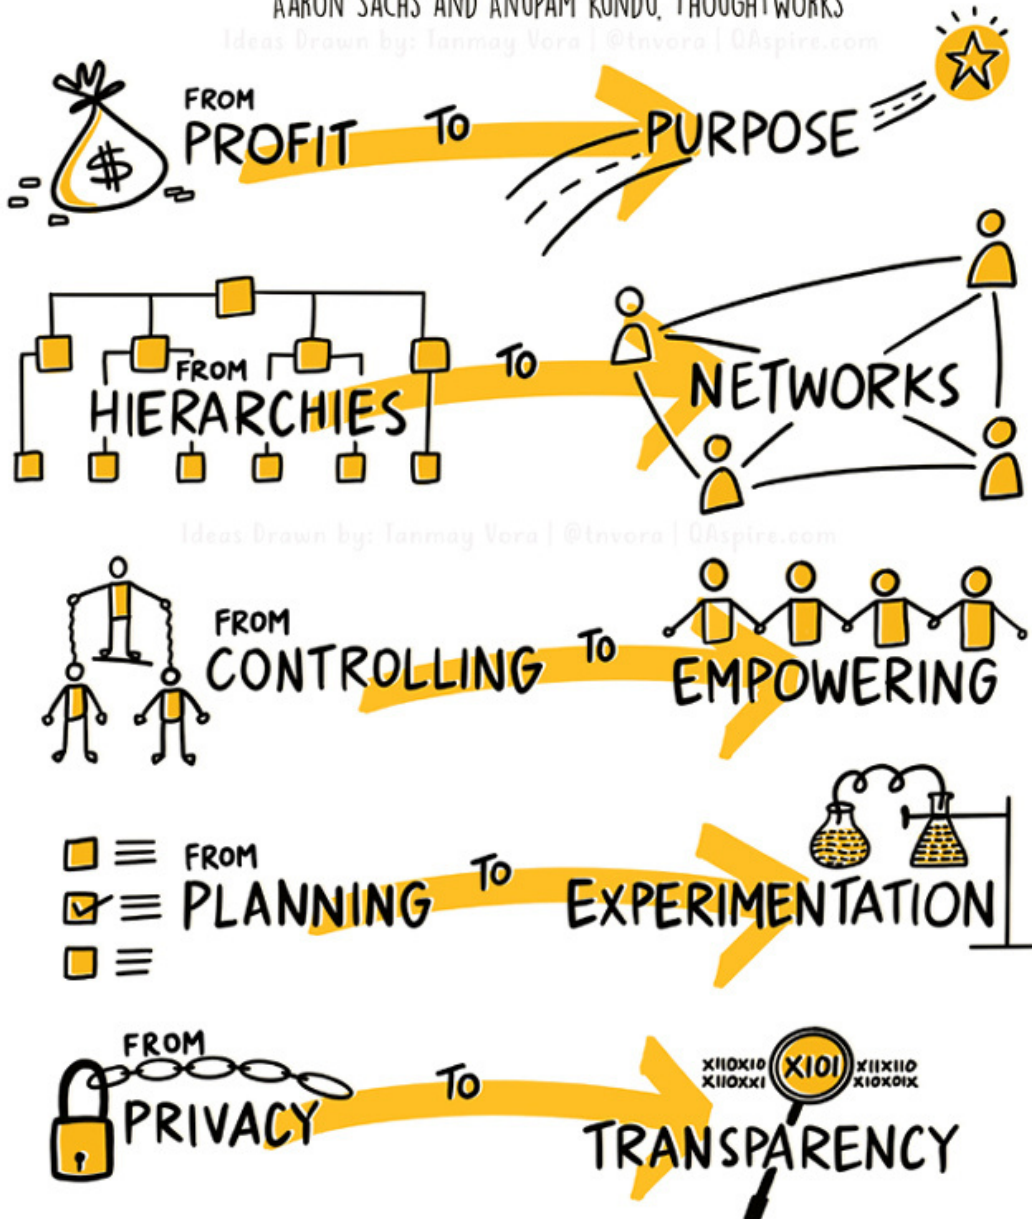 AARON SACHS AND ANUPAM KUNDU, THOUGHTWORKS
Ideas Drawn by: Tanmay Vora | @tnvora | QAspire.com
FROM
PROFIT TO PURPOSE
$
FROM
HIERARCHIES TO NETWORKS
Ideas Drawn by: Tanmay Vora | @tnvora | QAspire.com
FROM
CONTROLLING TO EMPOWERING
FROM
PLANNING TO EXPERIMENTATION
FROM
PRIVACY TO TRANSPARENCY
X110X10 X101 X11X110
X110XX1 X10X01X